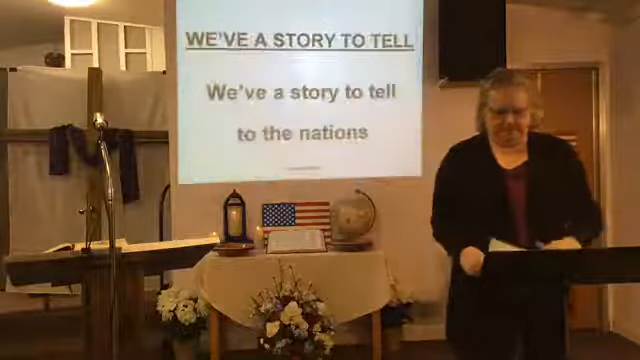 WE'VE A STORY TO TELL
We've a story to tell
to the nations